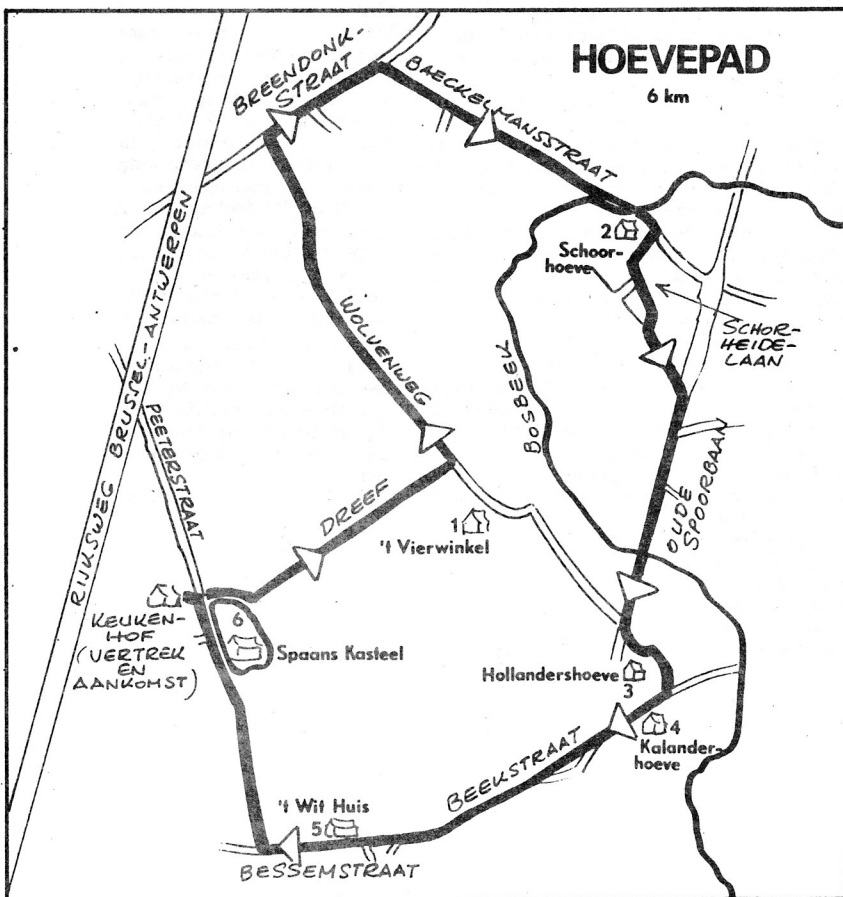 HOEVEPAD
6 km
BREENDONK-
STRAAT
BAECKELMANSSTRAAT
2
Schoor-
hoeve
SCHOR-
HEIDE-
LAAN
RIJKSWEG BRUSSEL-ANTWERPEN
WOLVENWEG
BOSBEEK
PEETERSTRAAT
OUDE
SPOORBAAN
DREEF
1
't Vierwinkel
KEUKEN-
HOF
(VERTREK
EN
AANKOMST)
6
Spaans Kasteel
Hollandershoeve
3
4
Kalander-
hoeve
BEEKSTRAAT
't Wit Huis
5
BESSEMSTRAAT